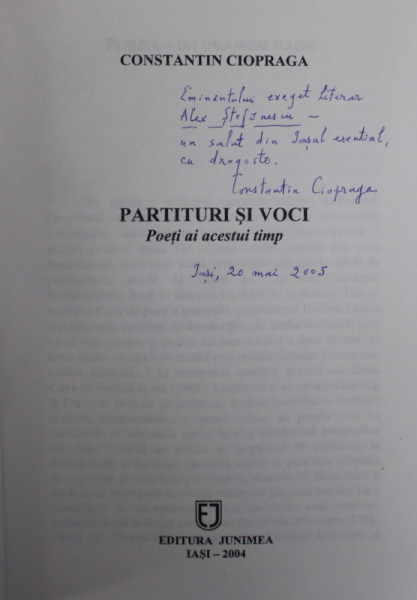 CONSTANTIN CIOPRAGA
Eminentului exeget literar
Alex Ștefănescu —
un salut din Iașul esențial,
cu dragoste.
Constantin Ciopraga
PARTITURI ȘI VOCI
Poeți ai acestui timp
Iași, 20 mai 2005
EJ
EDITURA JUNIMEA
IAȘI – 2004